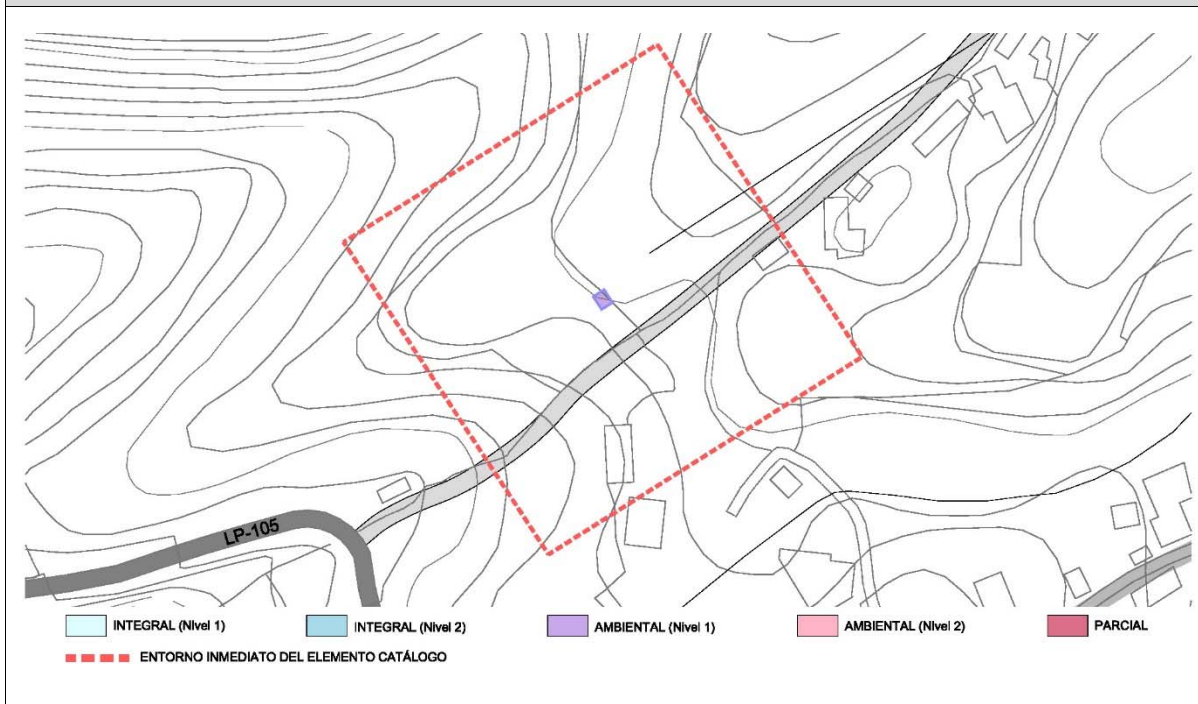 LP-105
INTEGRAL (Nivel 1)
INTEGRAL (Nivel 2)
AMBIENTAL (Nivel 1)
AMBIENTAL (Nivel 2)
PARCIAL
ENTORNO INMEDIATO DEL ELEMENTO CATÁLOGO